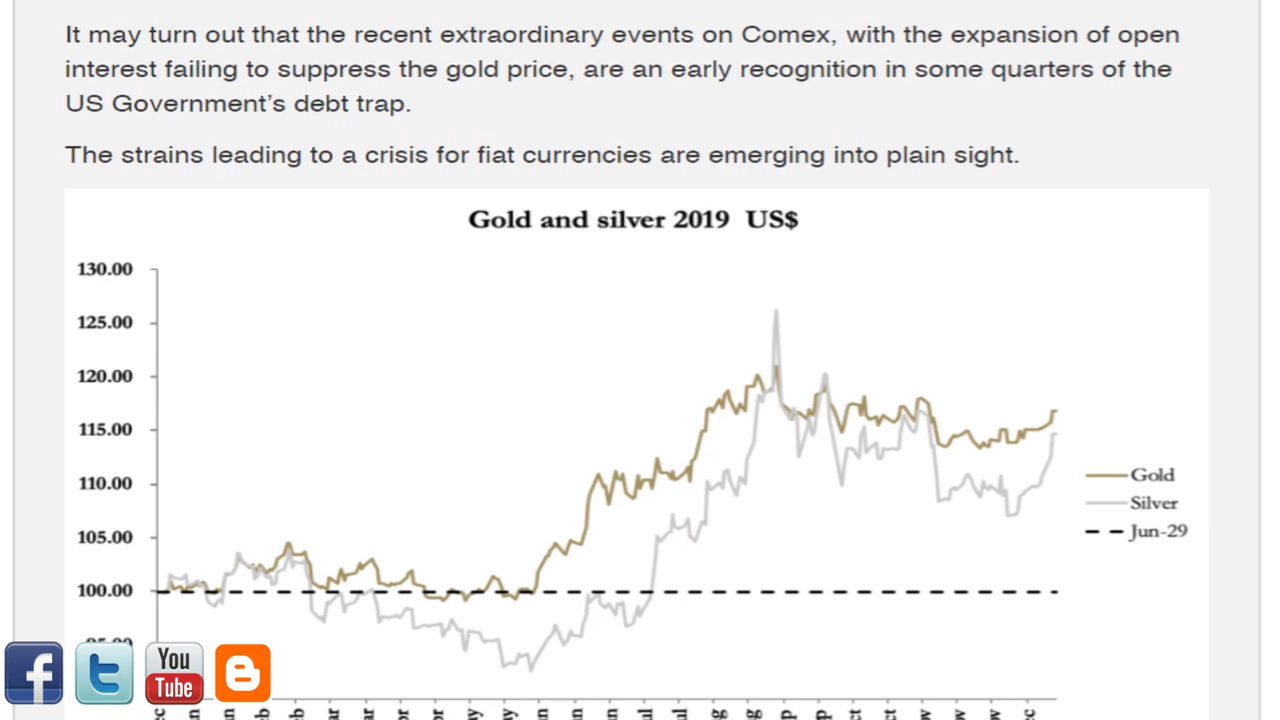 It may turn out that the recent extraordinary events on Comex, with the expansion of open
interest failing to suppress the gold price, are an early recognition in some quarters of the
US Government's debt trap.
The strains leading to a crisis for fiat currencies are emerging into plain sight.
Gold and silver 2019 US$
130.00
125.00
120.00
115.00
110.00
105.00
100.00
Gold
Silver
Jun-29
You
Tube